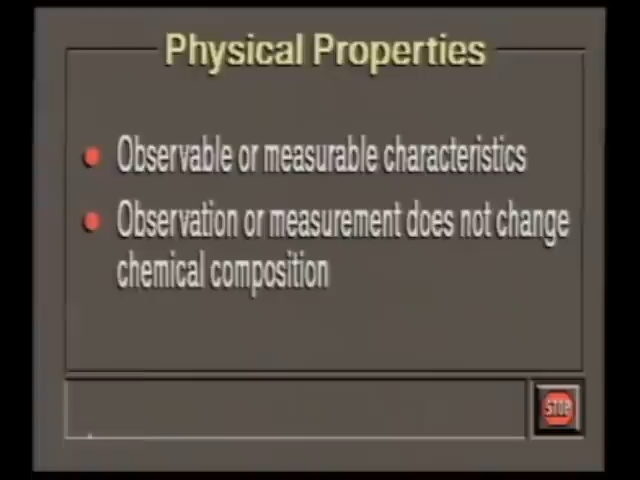 Physical Properties
Observable or measurable characteristics
Observation or measurement does not change
chemical composition
STOP